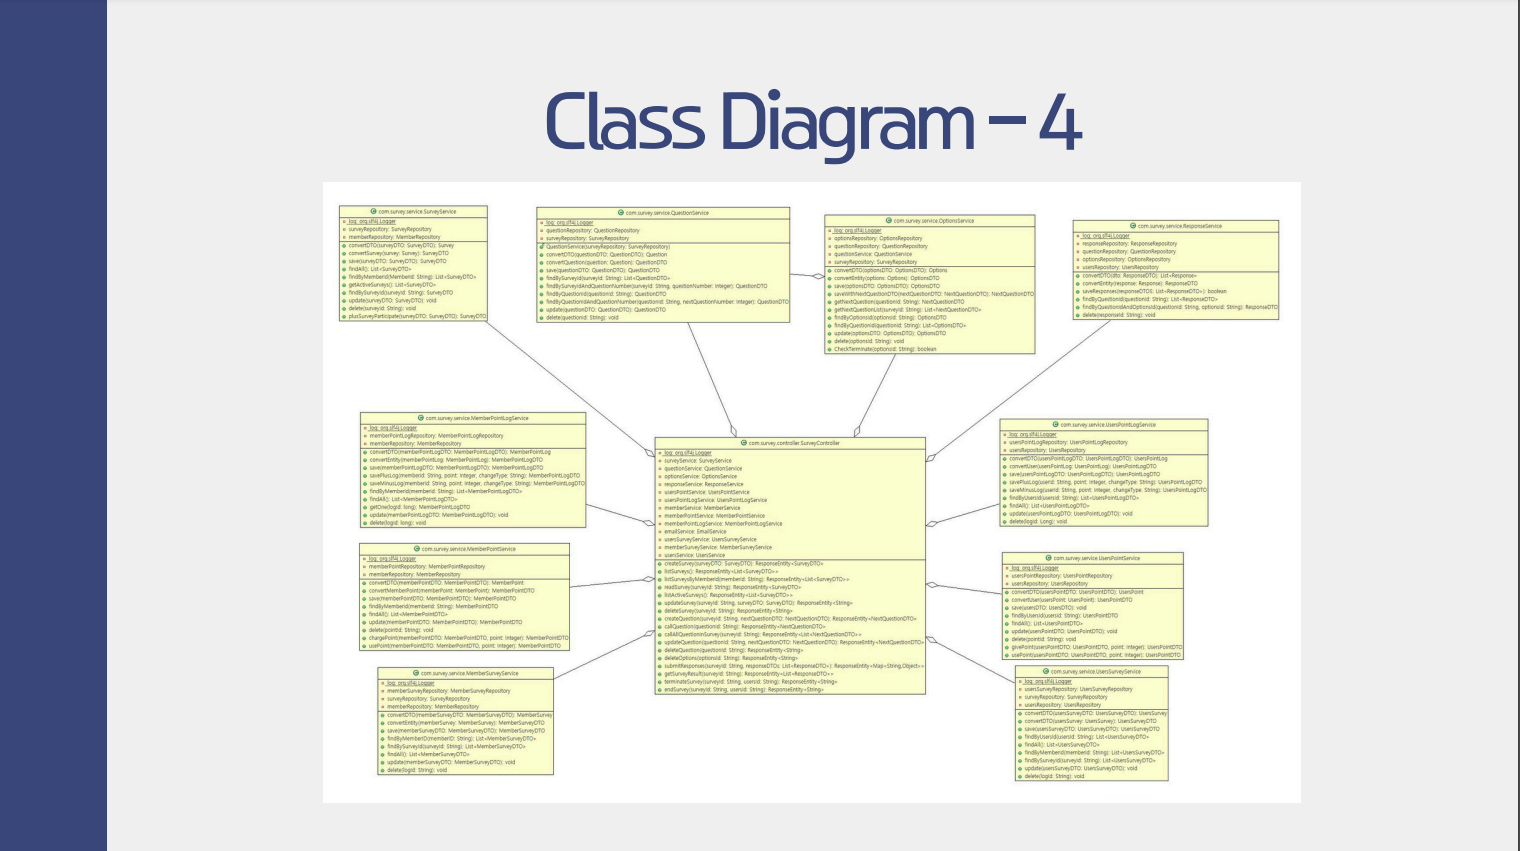 Class Diagram – 4
com.survey.service.SurveyService
log: org.slf4j.Logger
surveyRepository: SurveyRepository
memberRepository: MemberRepository
convertDTO(surveyDTO: SurveyDTO): Survey
convertSurvey(survey: Survey): SurveyDTO
save(surveyDTO: SurveyDTO): SurveyDTO
findAll(): List<SurveyDTO>
findByMemberId(MemberId: String): List<SurveyDTO>
getActiveSurveys(): List<SurveyDTO>
findBySurveyId(surveyId: String): SurveyDTO
update(surveyDTO: SurveyDTO): void
delete(surveyId: String): void
plusSurveyParticipate(surveyDTO: SurveyDTO): SurveyDTO
com.survey.service.QuestionService
log: org.slf4j.Logger
questionRepository: QuestionRepository
surveyRepository: SurveyRepository
QuestionService(surveyRepository: SurveyRepository)
convertDTO(questionDTO: QuestionDTO): Question
convertQuestion(question: Question): QuestionDTO
save(questionDTO: QuestionDTO): QuestionDTO
findBySurveyId(surveyId: String): List<QuestionDTO>
findBySurveyIdAndQuestionNumber(surveyId: String, questionNumber: Integer): QuestionDTO
findByQuestionId(questionId: String): QuestionDTO
findByQuestionIdAndQuestionNumber(questionId: String, nextQuestionNumber: Integer): QuestionDTO
update(questionDTO: QuestionDTO): QuestionDTO
delete(questionId: String): void
com.survey.service.OptionsService
log: org.slf4j.Logger
optionsRepository: OptionsRepository
questionRepository: QuestionRepository
questionService: QuestionService
surveyRepository: SurveyRepository
convertDTO(optionsDTO: OptionsDTO): Options
convertEntity(options: Options): OptionsDTO
save(optionsDTO: OptionsDTO): OptionsDTO
saveWithNextQuestionDTO(nextQuestionDTO: NextQuestionDTO): NextQuestionDTO
getNextQuestion(questionId: String): NextQuestionDTO
getNextQuestionList(surveyId: String): List<NextQuestionDTO>
findByOptionsId(optionsId: String): OptionsDTO
findByQuestionId(questionId: String): List<OptionsDTO>
update(optionsDTO: OptionsDTO): OptionsDTO
delete(optionsId: String): void
CheckTerminate(optionsId: String): boolean
com.survey.service.ResponseService
log: org.slf4j.Logger
responseRepository: ResponseRepository
questionRepository: QuestionRepository
optionsRepository: OptionsRepository
usersRepository: UsersRepository
convertDTO(dto: ResponseDTO): List<Response>
convertEntity(response: Response): ResponseDTO
saveResponses(responseDTOs: List<ResponseDTO>): boolean
findByQuestionId(questionId: String): List<ResponseDTO>
findByQuestionIdAndOptionsId(questionId: String, optionsId: String): ResponseDTO
delete(responseId: String): void
com.survey.service.MemberPointLogService
log: org.slf4j.Logger
memberPointLogRepository: MemberPointLogRepository
memberRepository: MemberRepository
convertDTO(memberPointLogDTO: MemberPointLogDTO): MemberPointLog
convertEntity(memberPointLog: MemberPointLog): MemberPointLogDTO
save(memberPointLogDTO: MemberPointLogDTO): MemberPointLogDTO
savePlusLog(memberId: String, point: Integer, changeType: String): MemberPointLogDTO
saveMinusLog(memberId: String, point: Integer, changeType: String): MemberPointLogDTO
findByMemberId(memberId: String): List<MemberPointLogDTO>
findAll(): List<MemberPointLogDTO>
getOne(logId: long): MemberPointLogDTO
update(memberPointLogDTO: MemberPointLogDTO): void
delete(logId: long): void
com.survey.controller.SurveyController
log: org.slf4j.Logger
surveyService: SurveyService
questionService: QuestionService
optionsService: OptionsService
responseService: ResponseService
usersPointService: UsersPointService
usersPointLogService: UsersPointLogService
memberService: MemberService
memberPointService: MemberPointService
memberPointLogService: MemberPointLogService
emailService: EmailService
usersSurveyService: UsersSurveyService
memberSurveyService: MemberSurveyService
usersService: UsersService
createSurvey(surveyDTO: SurveyDTO): ResponseEntity<SurveyDTO>
listSurveys(): ResponseEntity<List<SurveyDTO>>
listSurveysByMemberId(memberId: String): ResponseEntity<List<SurveyDTO>>
readSurvey(surveyId: String): ResponseEntity<SurveyDTO>
listActiveSurveys(): ResponseEntity<List<SurveyDTO>>
updateSurvey(surveyId: String, surveyDTO: SurveyDTO): ResponseEntity<String>
deleteSurvey(surveyId: String): ResponseEntity<String>
createQuestion(surveyId: String, nextQuestionDTO: NextQuestionDTO): ResponseEntity<NextQuestionDTO>
callQuestion(questionId: String): ResponseEntity<NextQuestionDTO>
callAllQuestionInSurvey(surveyId: String): ResponseEntity<List<NextQuestionDTO>>
updateQuestion(questionId: String, nextQuestionDTO: NextQuestionDTO): ResponseEntity<NextQuestionDTO>
deleteQuestion(questionId: String): ResponseEntity<String>
deleteOptions(optionsId: String): ResponseEntity<String>
submitResponses(surveyId: String, responseDTOs: List<ResponseDTO>): ResponseEntity<Map<String,Object>>
getSurveyResult(surveyId: String): ResponseEntity<List<ResponseDTO>>
terminateSurvey(surveyId: String, usersId: String): ResponseEntity<String>
endSurvey(surveyId: String, usersId: String): ResponseEntity<String>
com.survey.service.UsersPointLogService
log: org.slf4j.Logger
usersPointLogRepository: UsersPointLogRepository
usersRepository: UsersRepository
convertDTO(usersPointLogDTO: UsersPointLogDTO): UsersPointLog
convertUser(usersPointLog: UsersPointLog): UsersPointLogDTO
save(usersPointLogDTO: UsersPointLogDTO): UsersPointLogDTO
savePlusLog(userId: String, point: Integer, changeType: String): UsersPointLogDTO
saveMinusLog(userId: String, point: Integer, changeType: String): UsersPointLogDTO
findByUsersId(usersId: String): List<UsersPointLogDTO>
findAll(): List<UsersPointLogDTO>
update(usersPointLogDTO: UsersPointLogDTO): void
delete(logId: Long): void
com.survey.service.MemberPointService
log: org.slf4j.Logger
memberPointRepository: MemberPointRepository
memberRepository: MemberRepository
convertDTO(memberPointDTO: MemberPointDTO): MemberPoint
convertMemberPoint(memberPoint: MemberPoint): MemberPointDTO
save(memberPointDTO: MemberPointDTO): MemberPointDTO
findByMemberId(memberId: String): MemberPointDTO
findAll(): List<MemberPointDTO>
update(memberPointDTO: MemberPointDTO): MemberPointDTO
delete(pointId: String): void
chargePoint(memberPointDTO: MemberPointDTO, point: Integer): MemberPointDTO
usePoint(memberPointDTO: MemberPointDTO, point: Integer): MemberPointDTO
com.survey.service.UsersPointService
log: org.slf4j.Logger
usersPointRepository: UsersPointRepository
usersRepository: UsersRepository
convertDTO(usersPointDTO: UsersPointDTO): UsersPoint
convertUser(usersPoint: UsersPoint): UsersPointDTO
save(usersDTO: UsersDTO): void
findByUsersId(usersId: String): UsersPointDTO
findAll(): List<UsersPointDTO>
update(usersPointDTO: UsersPointDTO): void
delete(pointId: String): void
givePoint(usersPointDTO: UsersPointDTO, point: Integer): UsersPointDTO
usePoint(usersPointDTO: UsersPointDTO, point: Integer): UsersPointDTO
com.survey.service.MemberSurveyService
log: org.slf4j.Logger
memberSurveyRepository: MemberSurveyRepository
surveyRepository: SurveyRepository
memberRepository: MemberRepository
convertDTO(memberSurveyDTO: MemberSurveyDTO): MemberSurvey
convertEntity(memberSurvey: MemberSurvey): MemberSurveyDTO
save(memberSurveyDTO: MemberSurveyDTO): MemberSurveyDTO
findByMemberID(memberID: String): List<MemberSurveyDTO>
findBySurveyId(surveyId: String): List<MemberSurveyDTO>
findAll(): List<MemberSurveyDTO>
update(memberSurveyDTO: MemberSurveyDTO): void
delete(logId: String): void
com.survey.service.UsersSurveyService
log: org.slf4j.Logger
usersSurveyRepository: UsersSurveyRepository
surveyRepository: SurveyRepository
usersRepository: UsersRepository
convertDTO(usersSurveyDTO: UsersSurveyDTO): UsersSurvey
convertDTO(usersSurvey: UsersSurvey): UsersSurveyDTO
save(usersSurveyDTO: UsersSurveyDTO): UsersSurveyDTO
findByUsersId(usersId: String): List<UsersSurveyDTO>
findAll(): List<UsersSurveyDTO>
findByMemberId(memberId: String): List<UsersSurveyDTO>
findBySurveyId(surveyId: String): List<UsersSurveyDTO>
update(usersSurveyDTO: UsersSurveyDTO): void
delete(logId: String): void